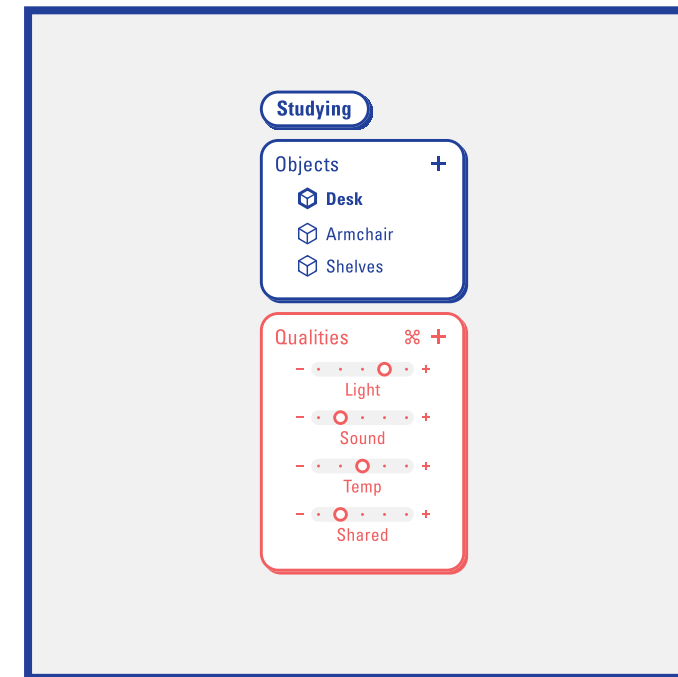 Studying
Objects +
Desk
Armchair
Shelves
Qualities ⌘ +
- +
Light
- +
Sound
- +
Temp
- +
Shared